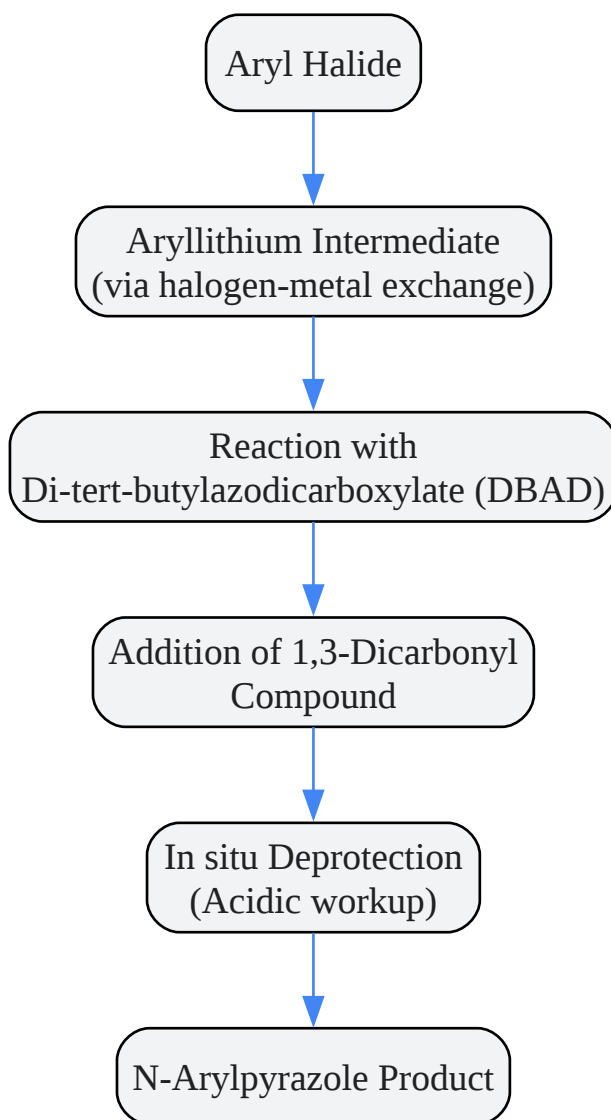 Aryl Halide
Aryllithium Intermediate
(via halogen-metal exchange)
Reaction with
Di-tert-butylazodicarboxylate (DBAD)
Addition of 1,3-Dicarbonyl
Compound
In situ Deprotection
(Acidic workup)
N-Arylpyrazole Product